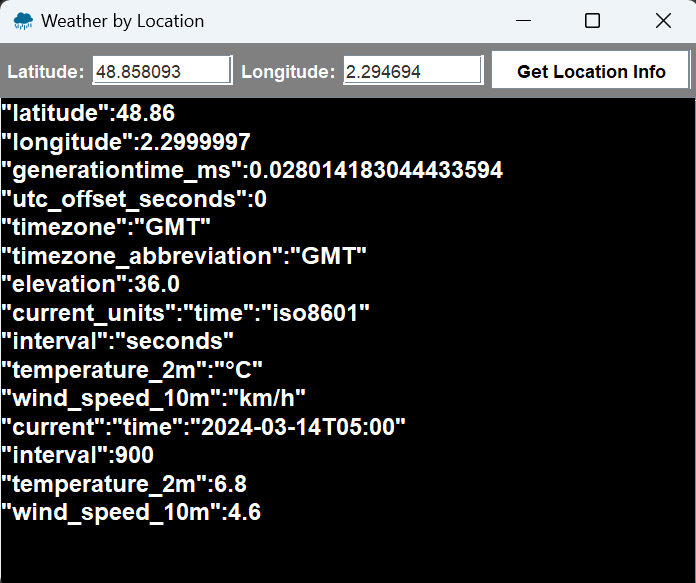 Weather by Location
Latitude: 48.858093 Longitude: 2.294694 Get Location Info
"latitude":48.86
"longitude":2.2999997
"generationtime_ms":0.028014183044433594
"utc_offset_seconds":0
"timezone":"GMT"
"timezone_abbreviation":"GMT"
"elevation":36.0
"current_units":"time":"iso8601"
"interval":"seconds"
"temperature_2m":"°C"
"wind_speed_10m":"km/h"
"current":"time":"2024-03-14T05:00"
"interval":900
"temperature_2m":6.8
"wind_speed_10m":4.6